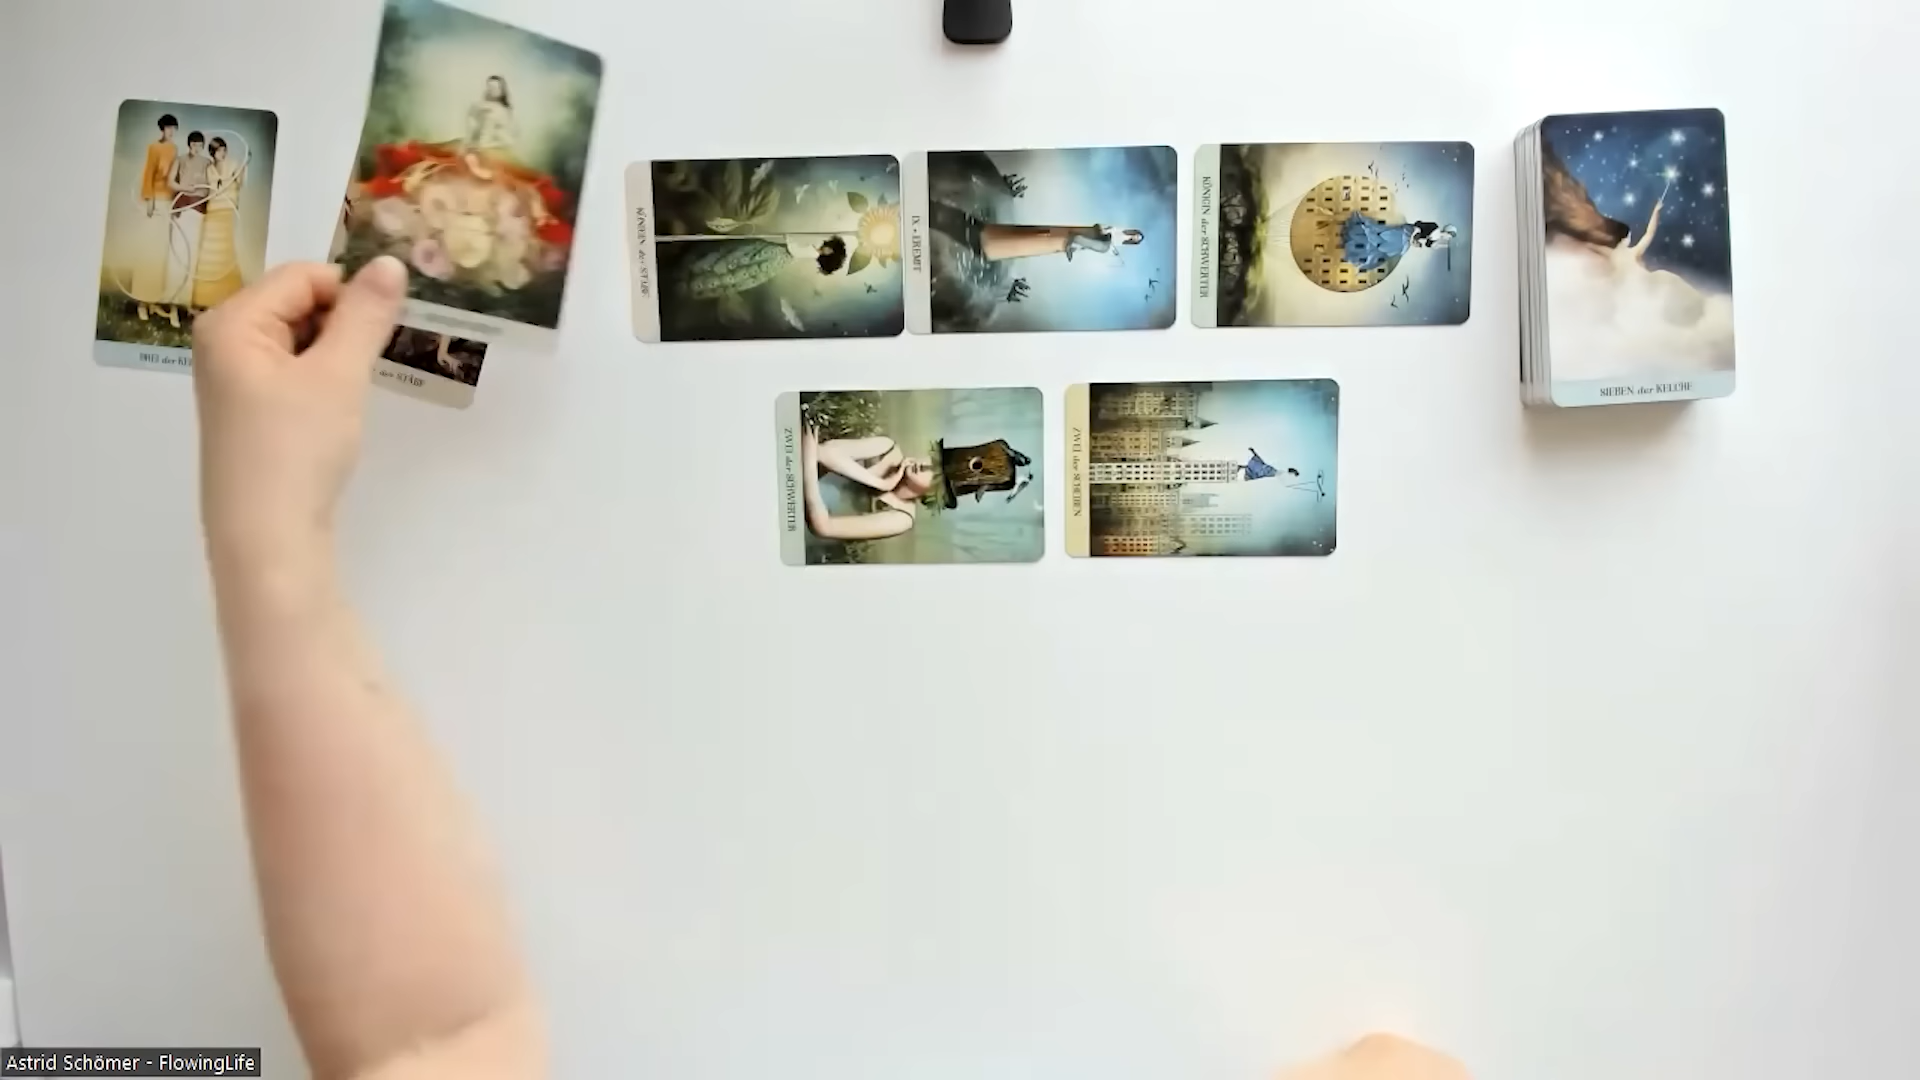 DREI der KE
der STÄBE
KÖNIGIN der STÄBE
IX • EREMIT
KÖNIGIN der SCHWERTER
SIEBEN der KELCHE
ZWEI der SCHWERTER
ZWEI der SCHEIBEN
Astrid Schömer - FlowingLife